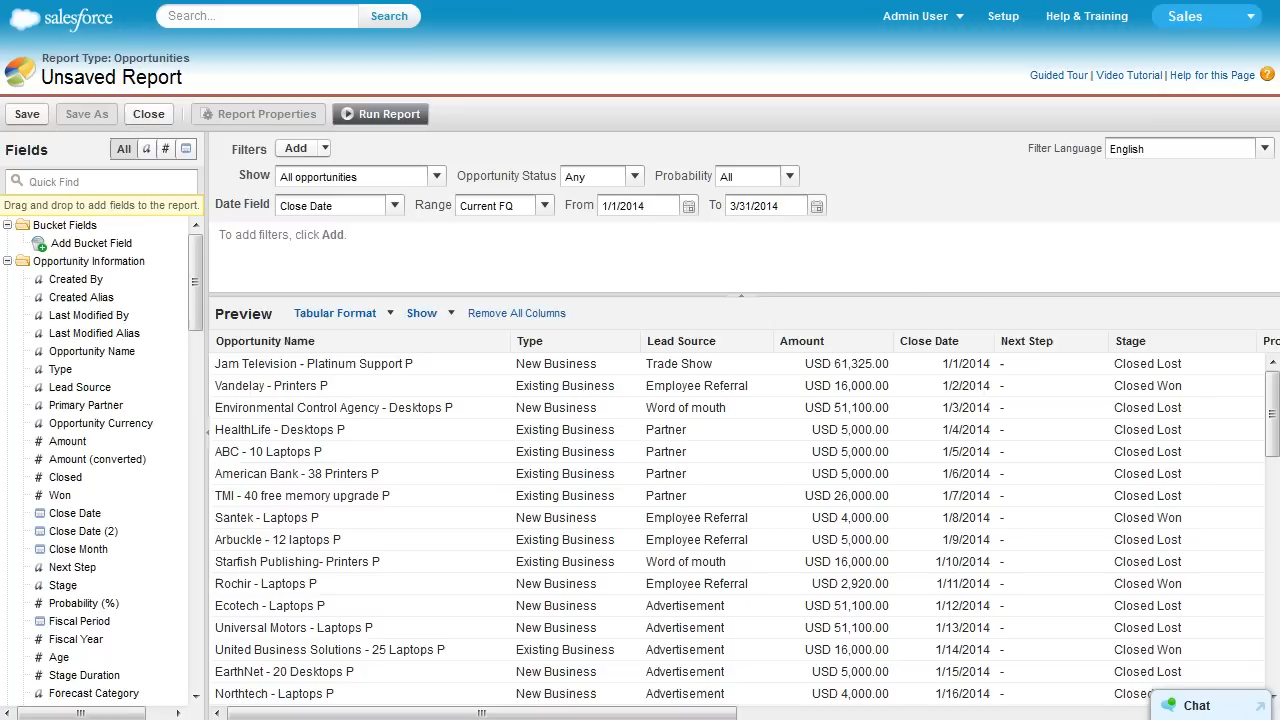 salesforce Search... Search Admin User Setup Help & Training Sales
Report Type: Opportunities
Unsaved Report
Guided Tour | Video Tutorial | Help for this Page ?
Save Save As Close Report Properties Run Report
Fields All a #
Quick Find
Drag and drop to add fields to the report.
Bucket Fields
Add Bucket Field
Opportunity Information
a Created By
a Created Alias
a Last Modified By
a Last Modified Alias
a Opportunity Name
a Type
a Lead Source
a Primary Partner
a Opportunity Currency
# Amount
# Amount (converted)
# Closed
# Won
Close Date
Close Date (2)
Close Month
a Next Step
a Stage
# Probability (%)
Fiscal Period
# Fiscal Year
# Age
# Stage Duration
a Forecast Category
Filters Add Filter Language English
Show All opportunities Opportunity Status Any Probability All
Date Field Close Date Range Current FQ From 1/1/2014 To 3/31/2014
To add filters, click Add.
Preview Tabular Format Show Remove All Columns
Opportunity Name Type Lead Source Amount Close Date Next Step Stage Pro
Jam Television - Platinum Support P New Business Trade Show USD 61,325.00 1/1/2014 - Closed Lost
Vandelay - Printers P Existing Business Employee Referral USD 16,000.00 1/2/2014 - Closed Won
Environmental Control Agency - Desktops P New Business Word of mouth USD 51,100.00 1/3/2014 - Closed Lost
HealthLife - Desktops P Existing Business Partner USD 5,000.00 1/4/2014 - Closed Lost
ABC - 10 Laptops P Existing Business Partner USD 5,000.00 1/5/2014 - Closed Lost
American Bank - 38 Printers P Existing Business Partner USD 5,000.00 1/6/2014 - Closed Lost
TMI - 40 free memory upgrade P Existing Business Partner USD 26,000.00 1/7/2014 - Closed Lost
Santek - Laptops P New Business Employee Referral USD 4,000.00 1/8/2014 - Closed Won
Arbuckle - 12 laptops P Existing Business Employee Referral USD 5,000.00 1/9/2014 - Closed Lost
Starfish Publishing- Printers P Existing Business Word of mouth USD 16,000.00 1/10/2014 - Closed Lost
Rochir - Laptops P New Business Employee Referral USD 2,920.00 1/11/2014 - Closed Won
Ecotech - Laptops P New Business Advertisement USD 51,100.00 1/12/2014 - Closed Lost
Universal Motors - Laptops P New Business Advertisement USD 51,100.00 1/13/2014 - Closed Lost
United Business Solutions - 25 Laptops P Existing Business Advertisement USD 16,000.00 1/14/2014 - Closed Won
EarthNet - 20 Desktops P Existing Business Advertisement USD 5,000.00 1/15/2014 - Closed Lost
Northtech - Laptops P New Business Advertisement USD 4,000.00 1/16/2014 -
Chat